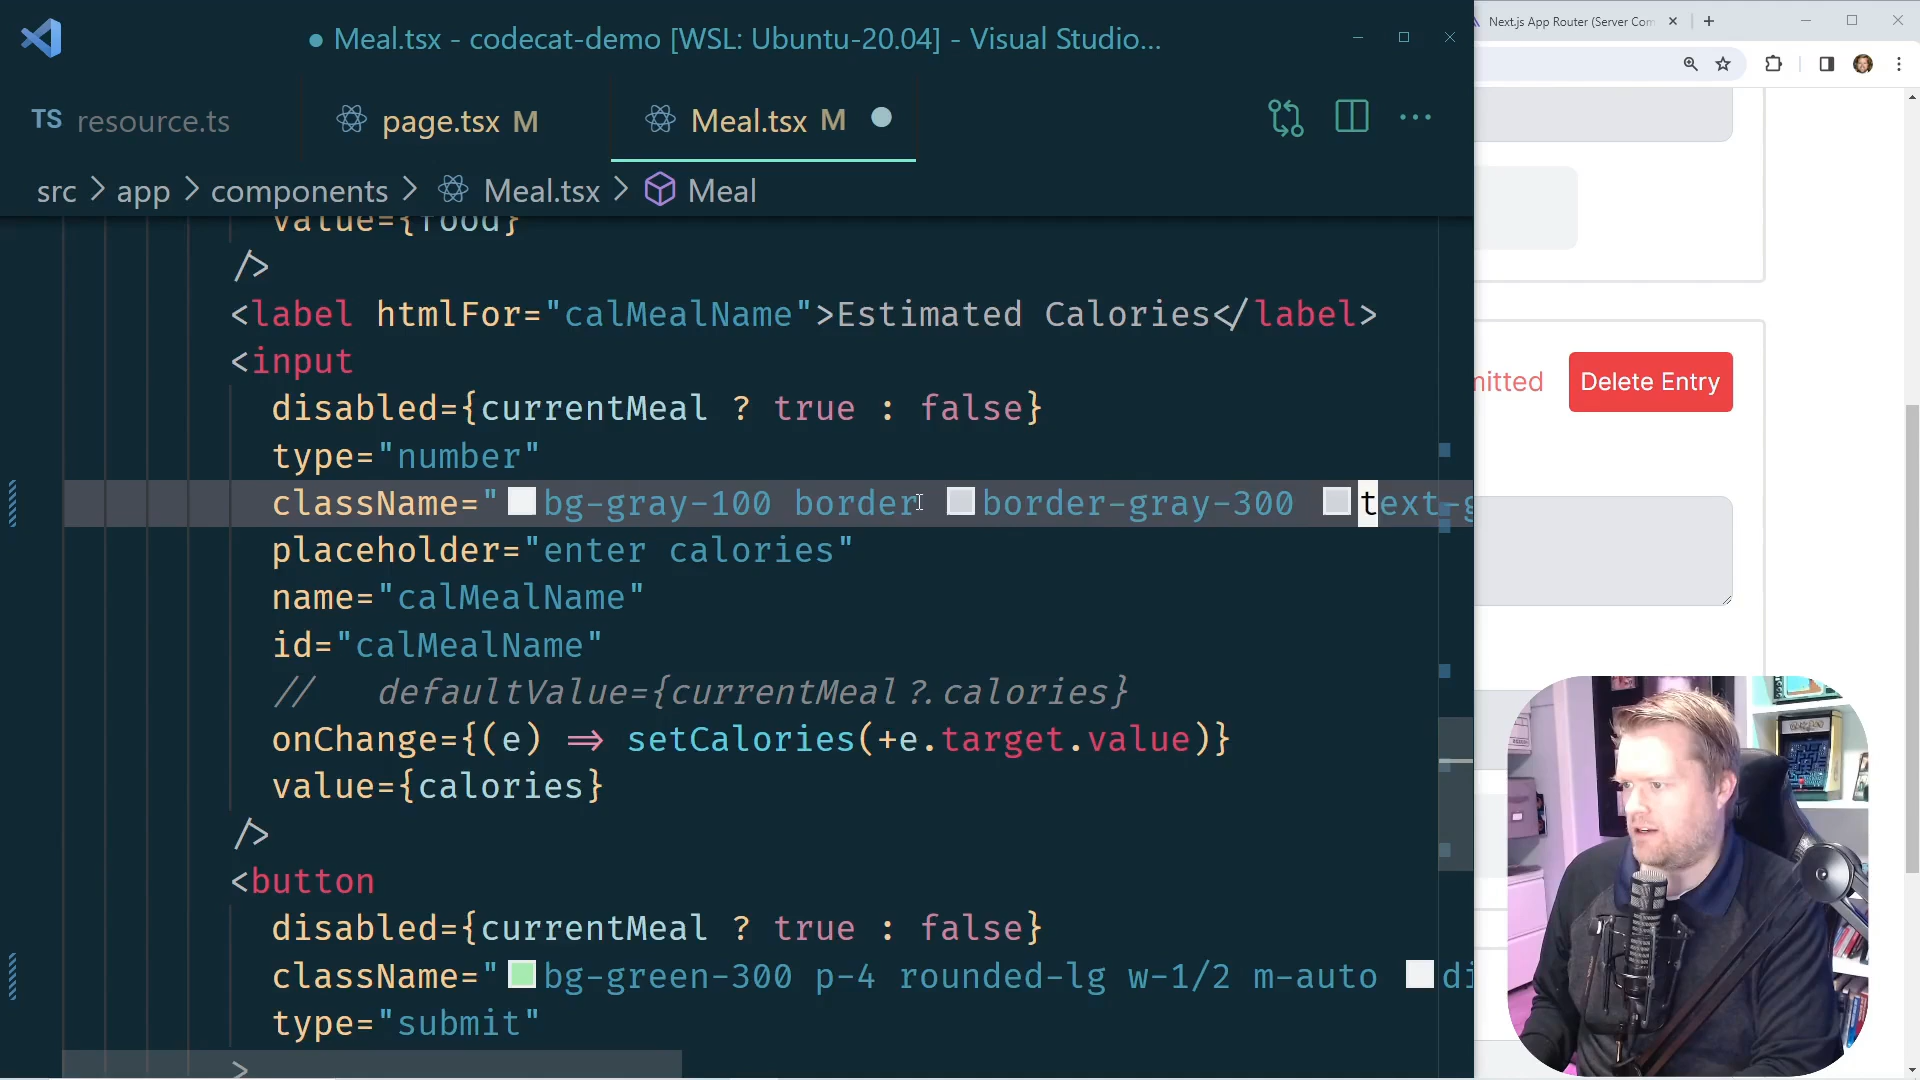 Meal.tsx - codecat-demo [WSL: Ubuntu-20.04] - Visual Studio...
Next.js App Router (Server Com
TS resource.ts
page.tsx M
Meal.tsx M
src > app > components > Meal.tsx > Meal
value={food}
/>
<label htmlFor="calMealName">Estimated Calories</label>
<input
disabled={currentMeal ? true : false}
type="number"
className="bg-gray-100 border border-gray-300 text-g
placeholder="enter calories"
name="calMealName"
id="calMealName"
// defaultValue={currentMeal?.calories}
onChange={(e) => setCalories(+e.target.value)}
value={calories}
/>
<button
disabled={currentMeal ? true : false}
className="bg-green-300 p-4 rounded-lg w-1/2 m-auto di
type="submit"
>
mitted
Delete Entry